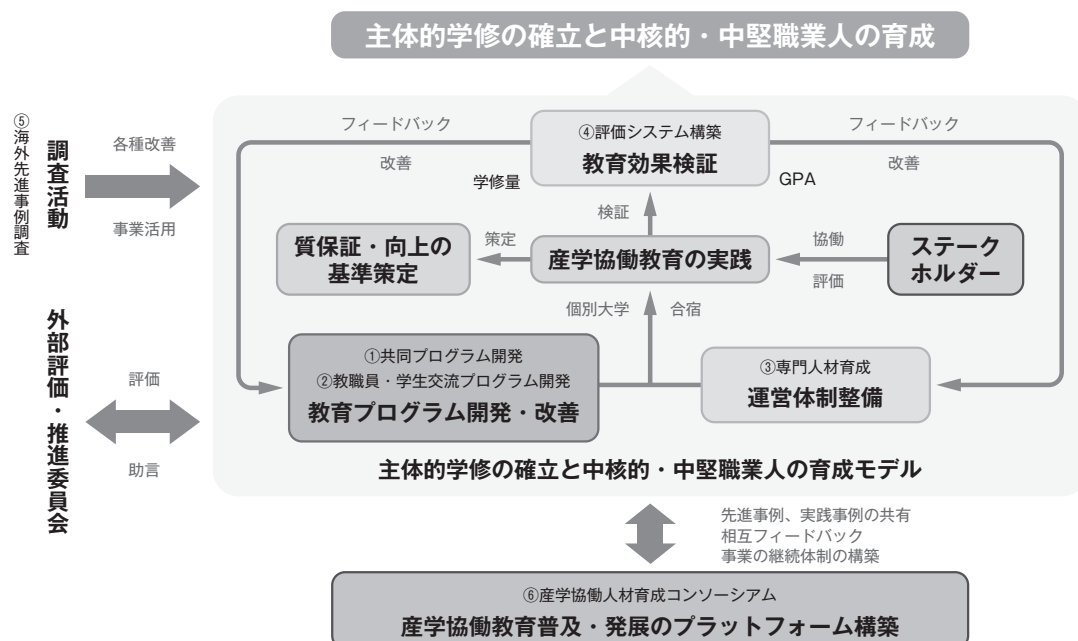 主体的学修の確立と中核的・中堅職業人の育成
⑤海外先進事例調査
調査活動
各種改善
事業活用
フィードバック
改善
④評価システム構築
教育効果検証
フィードバック
改善
学修量
GPA
検証
質保証・向上の
基準策定
策定
産学協働教育の実践
協働
評価
ステーク
ホルダー
個別大学
合宿
外部評価・推進委員会
評価
助言
①共同プログラム開発
②教職員・学生交流プログラム開発
教育プログラム開発・改善
③専門人材育成
運営体制整備
主体的学修の確立と中核的・中堅職業人の育成モデル
先進事例、実践事例の共有
相互フィードバック
事業の継続体制の構築
⑥産学協働人材育成コンソーシアム
産学協働教育普及・発展のプラットフォーム構築